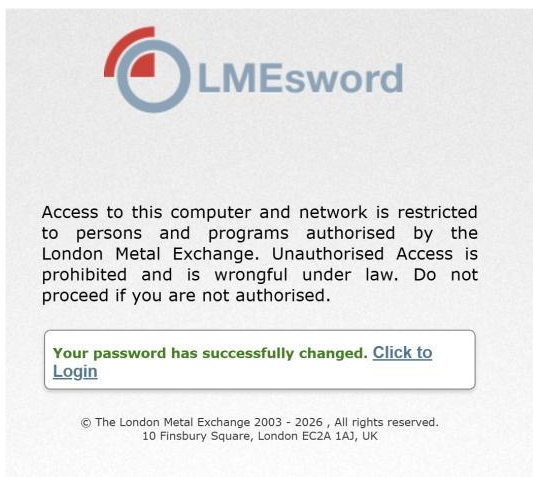 LMEsword
Access to this computer and network is restricted
to persons and programs authorised by the
London Metal Exchange. Unauthorised Access is
prohibited and is wrongful under law. Do not
proceed if you are not authorised.
Your password has successfully changed. Click to
Login
© The London Metal Exchange 2003 - 2026 , All rights reserved.
10 Finsbury Square, London EC2A 1AJ, UK